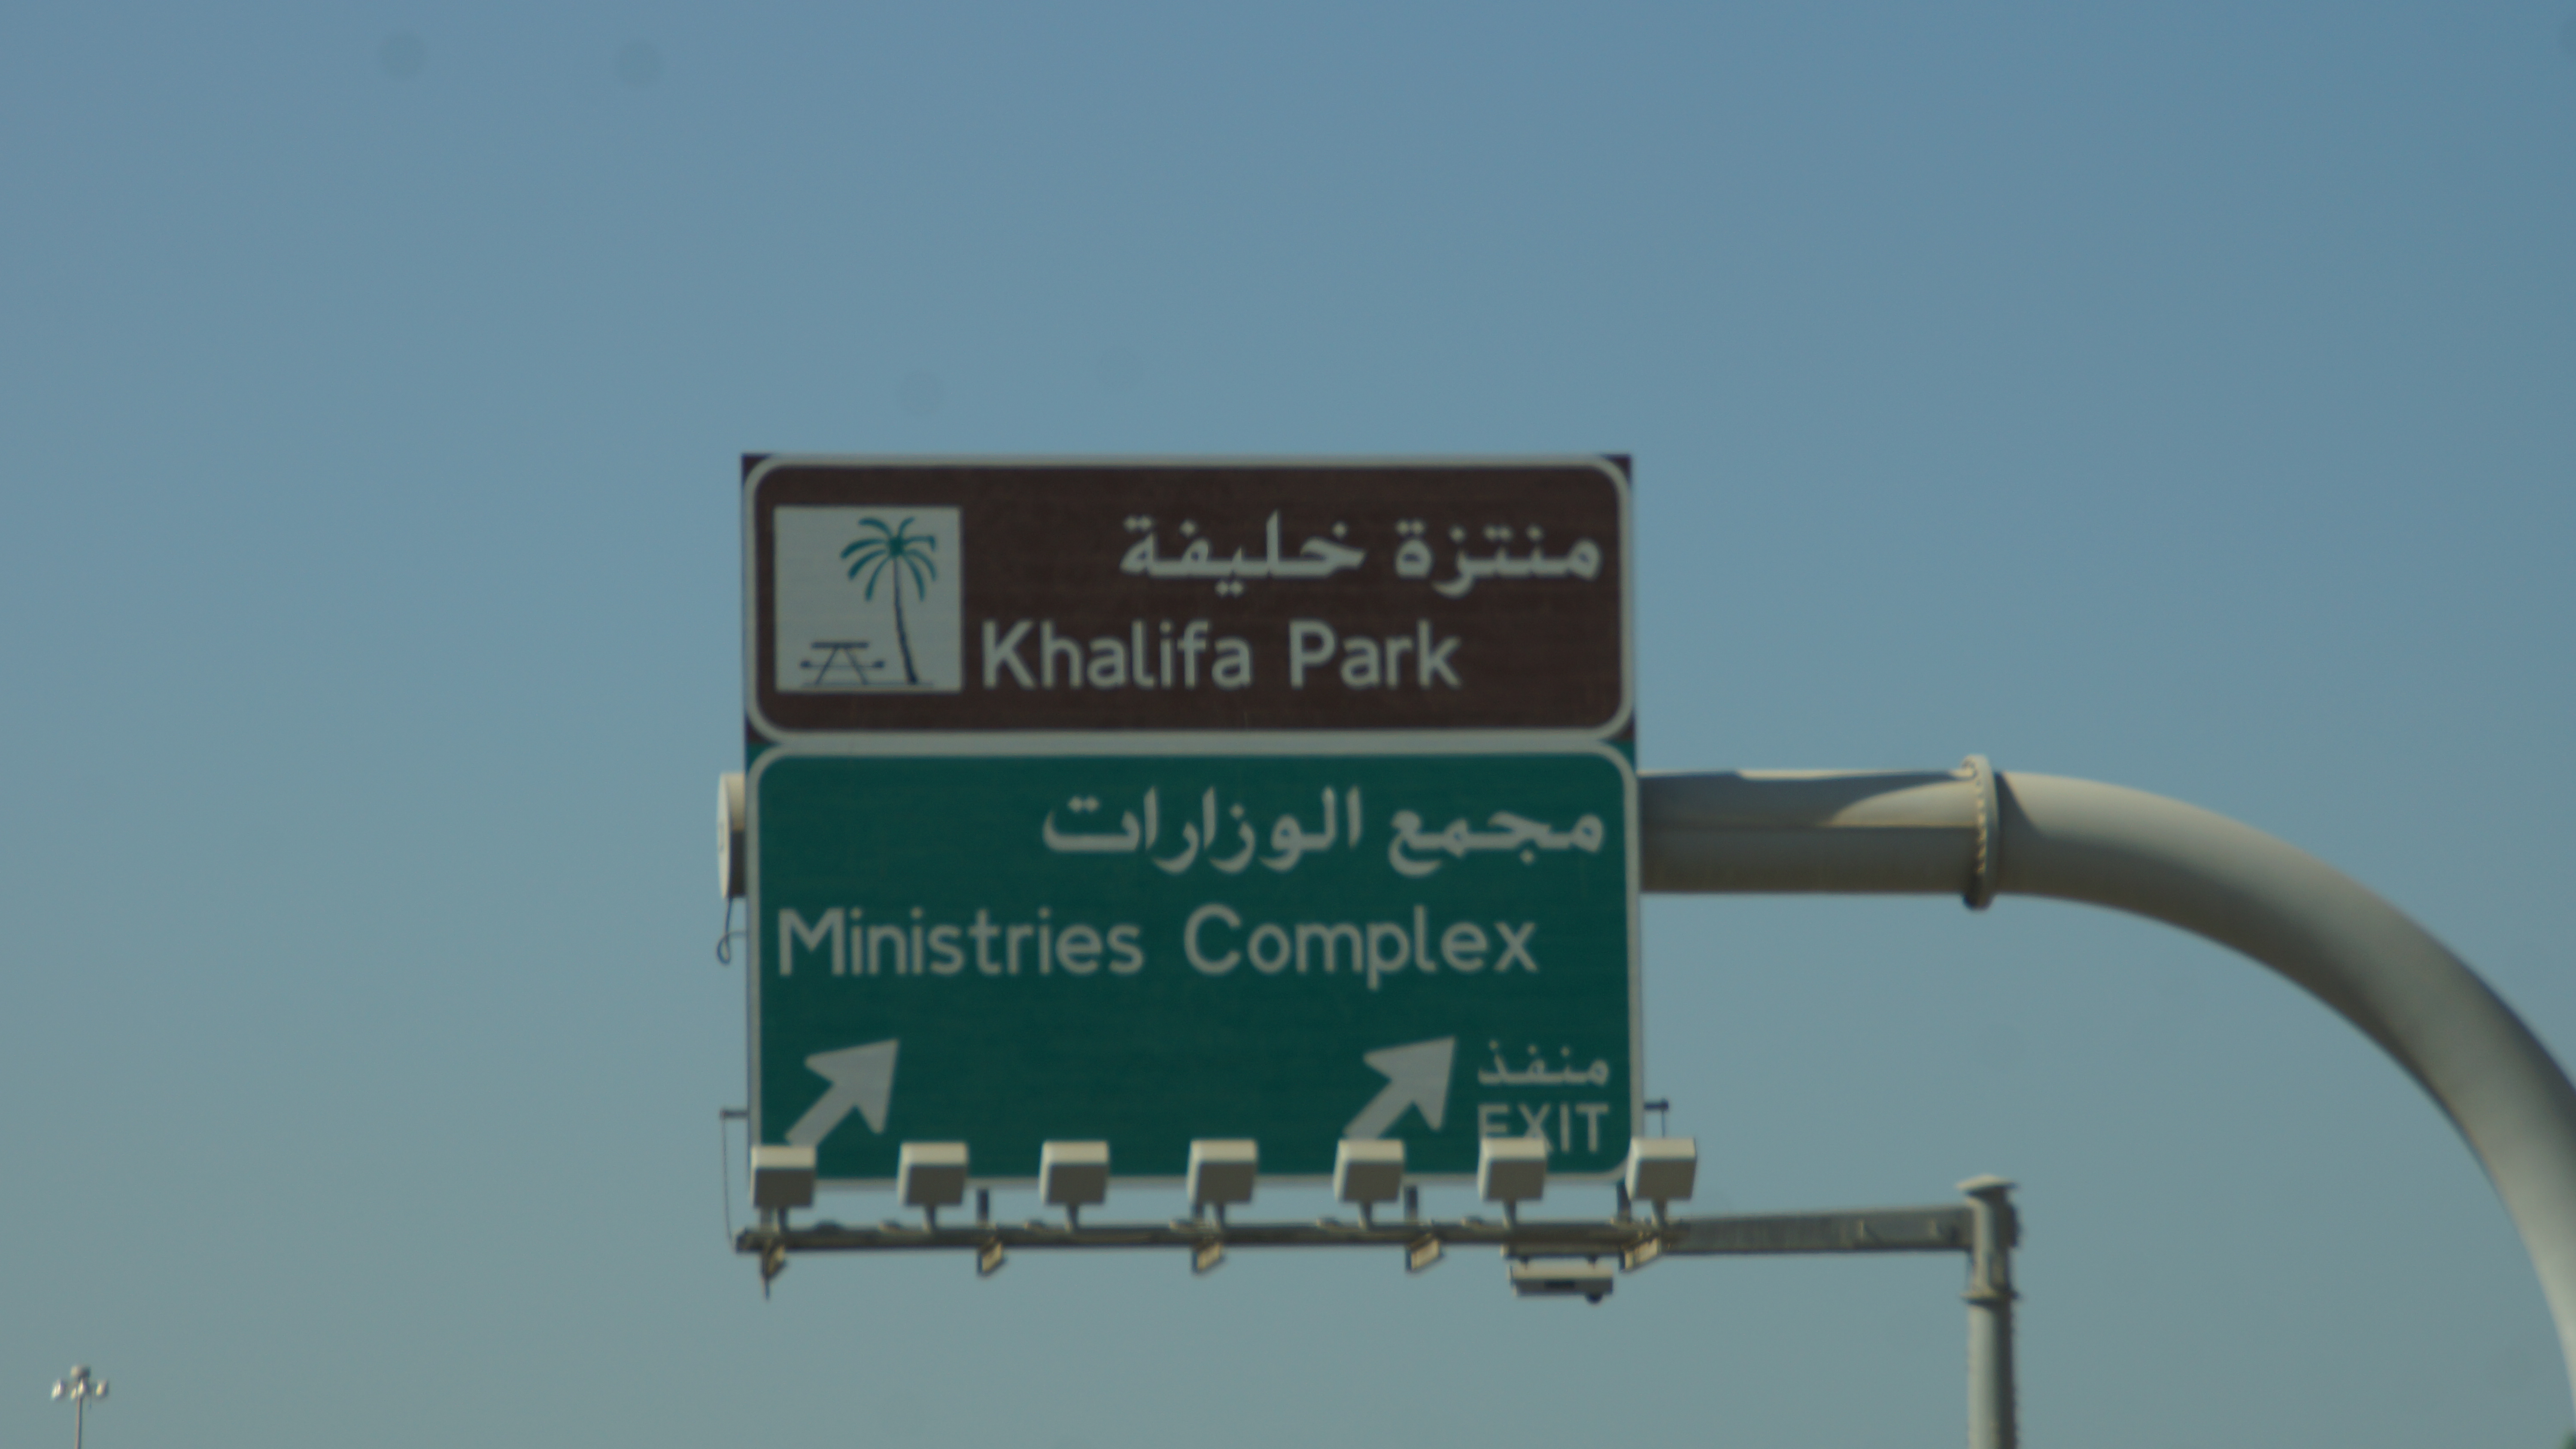 منتزة خليفة
Khalifa Park
مجمع الوزارات
Ministries Complex
منفذ
EXIT